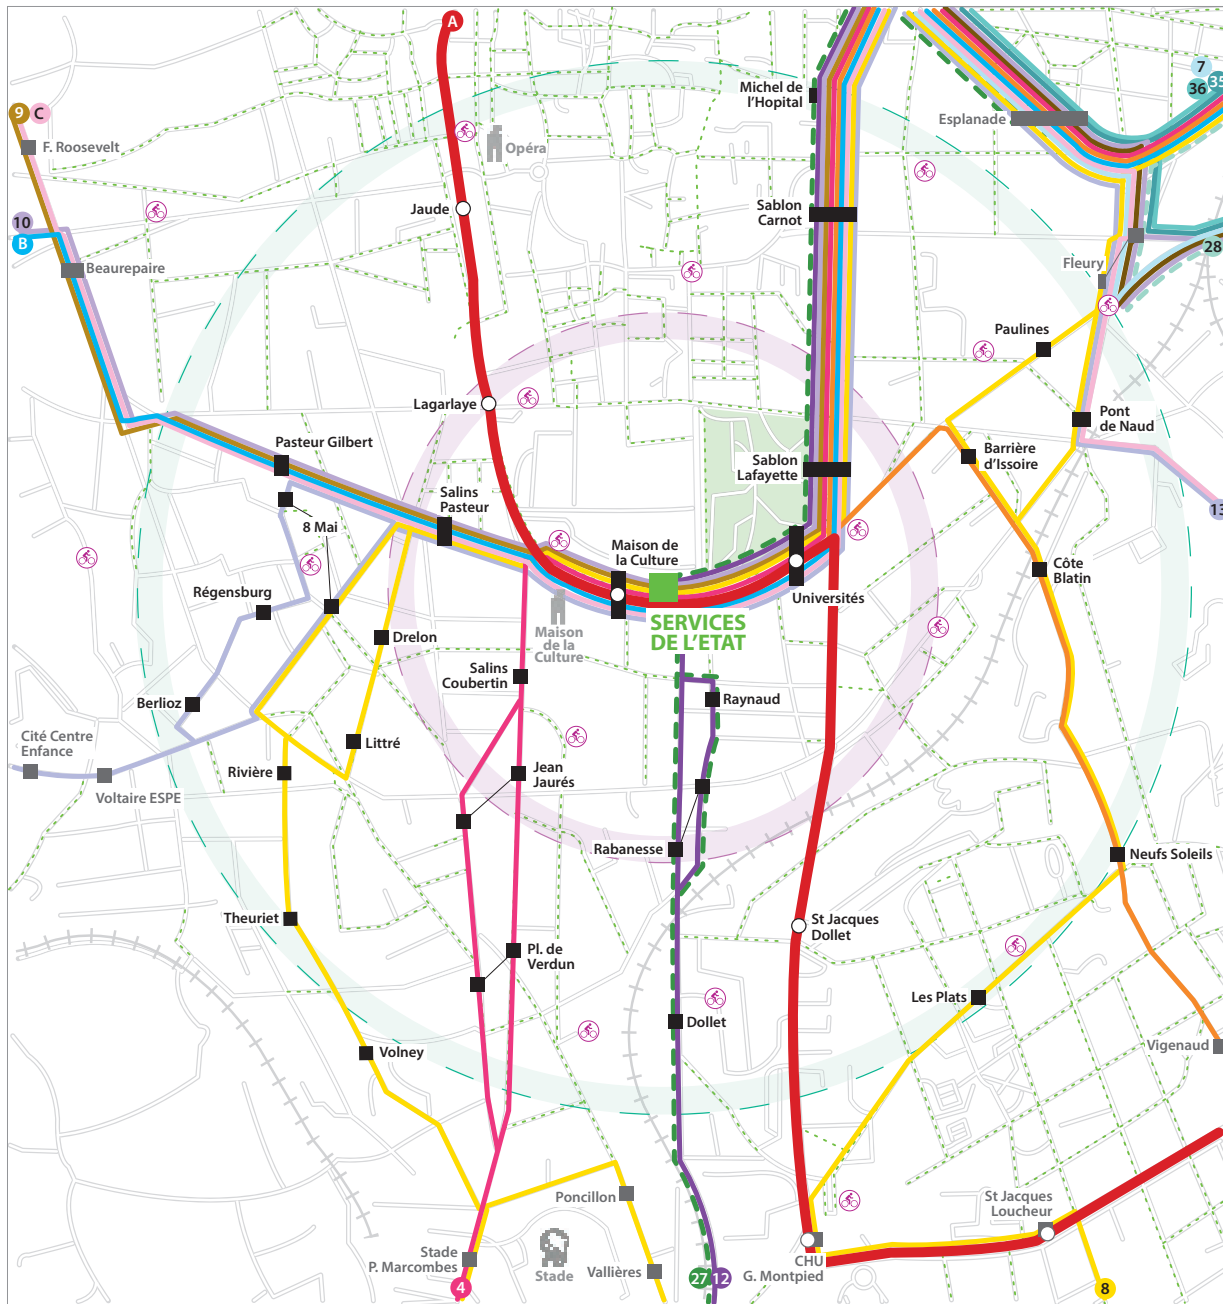 A
7
35
36
Michel de
l'Hopital
Esplanade
9
C
F. Roosevelt
Opéra
Jaude
Sablon
Carnot
10
B
Beaurepaire
28
Fleury
Paulines
Lagarlaye
Pont
de Naud
Pasteur Gilbert
Barrière
d'Issoire
Sablon
Lafayette
Salins
Pasteur
13
8 Mai
Maison de
la Culture
Côte
Blatin
Régensburg
Universités
SERVICES
DE L'ETAT
Maison
de la
Culture
Drelon
Salins
Coubertin
Berlioz
Raynaud
Cité Centre
Enfance
Littré
Rivière
Jean
Jaurés
Voltaire ESPE
Rabanesse
Neufs Soleils
Theuriet
St Jacques
Dollet
Pl. de
Verdun
Les Plats
Dollet
Volney
Vigenaud
Poncillon
St Jacques
Loucheur
Stade
P. Marcombes
Stade
Vallières
CHU
G. Montpied
4
27
12
8